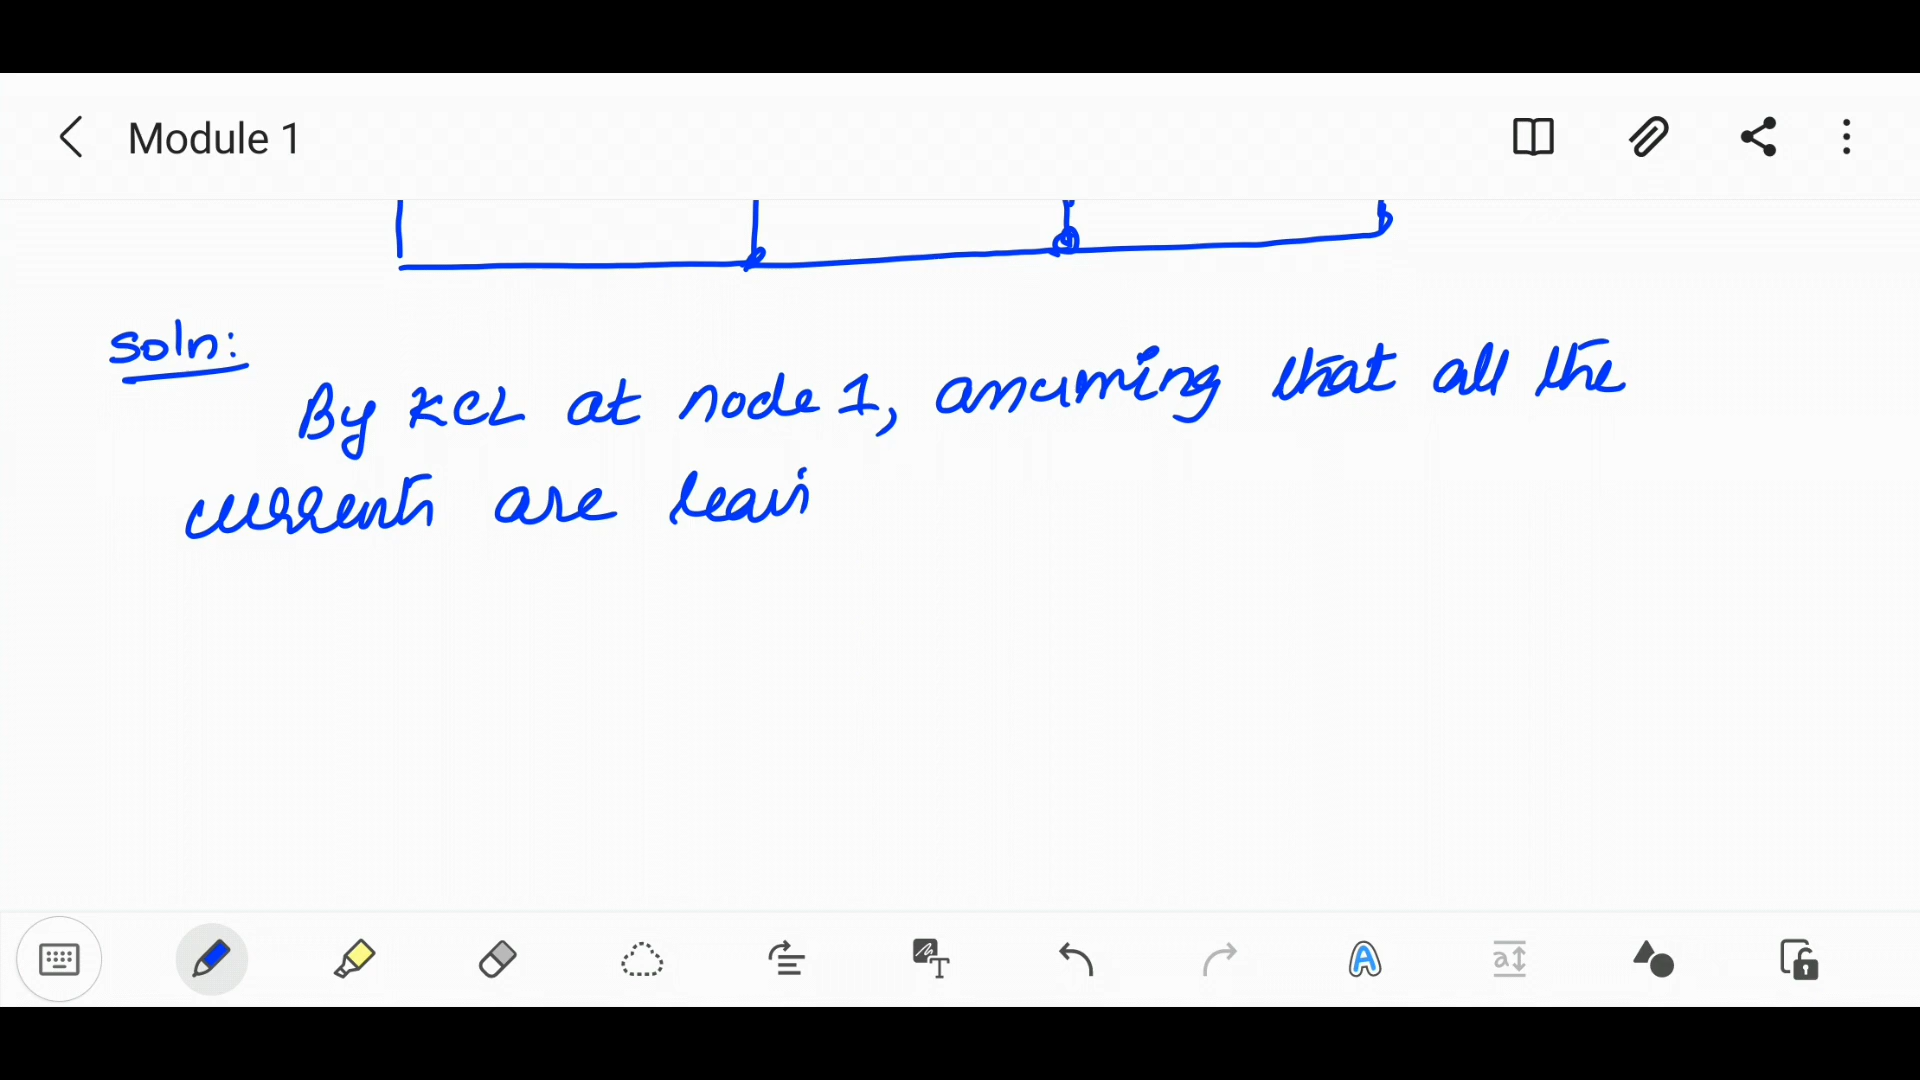 Module 1
Soln:
By KCL at node 1, assuming that all the
currents are leavi